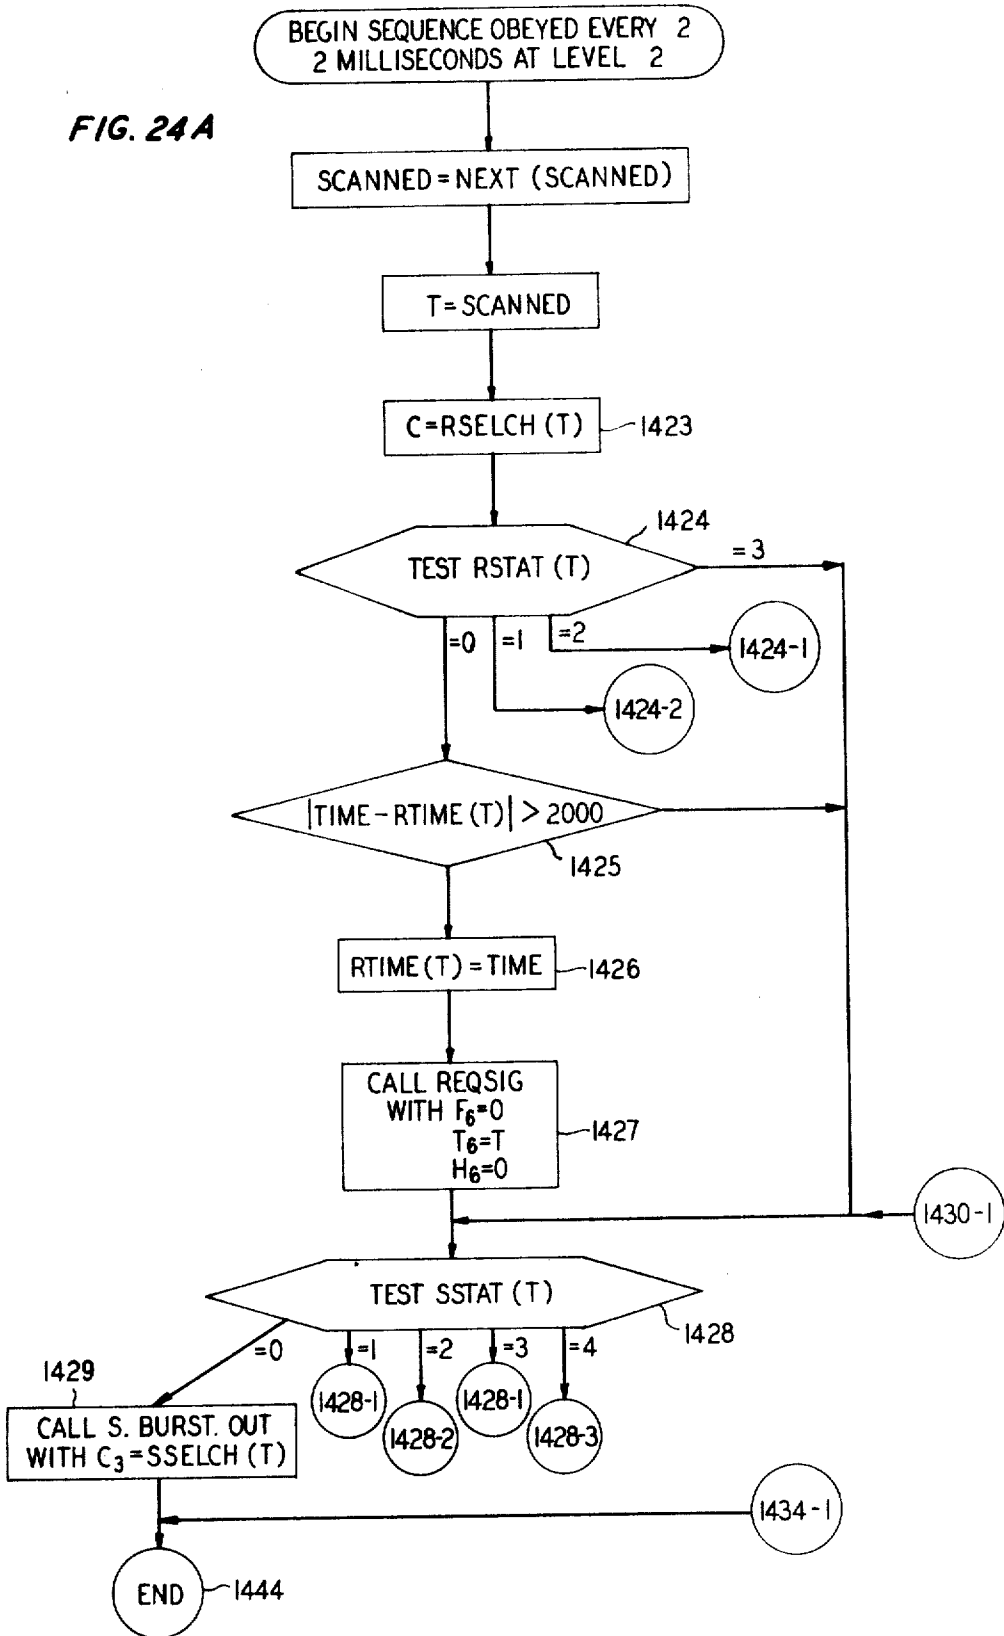 BEGIN SEQUENCE OBEYED EVERY 2
2 MILLISECONDS AT LEVEL 2
FIG. 24A
SCANNED=NEXT (SCANNED)
T=SCANNED
C=RSELCH (T)
1423
1424
TEST RSTAT (T)
=3
=0
=1
=2
1424-1
1424-2
|TIME-RTIME (T)| > 2000
1425
RTIME (T) = TIME
1426
CALL REQSIG
WITH F6=0
T6=T
H6=0
1427
1430-1
TEST SSTAT (T)
1428
=0
=1
=2
=3
=4
1429
1428-1
1428-2
1428-1
1428-3
CALL S. BURST. OUT
WITH C3=SSELCH (T)
1434-1
END
1444